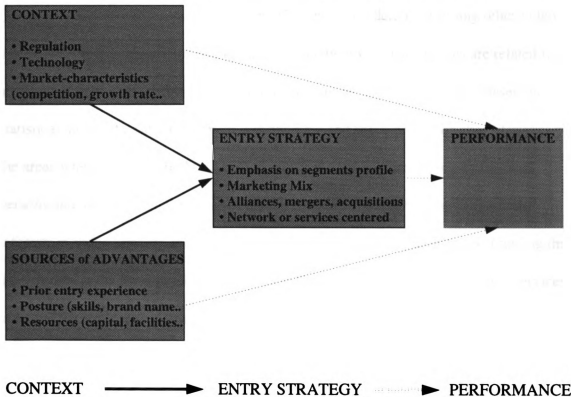 CONTEXT
• Regulation
• Technology
• Market-characteristics
(competition, growth rate..
ENTRY STRATEGY
• Emphasis on segments profile
• Marketing Mix
• Alliances, mergers, acquisitions
• Network or services centered
PERFORMANCE
SOURCES of ADVANTAGES
• Prior entry experience
• Posture (skills, brand name..
• Resources (capital, facilities..
CONTEXT ENTRY STRATEGY PERFORMANCE